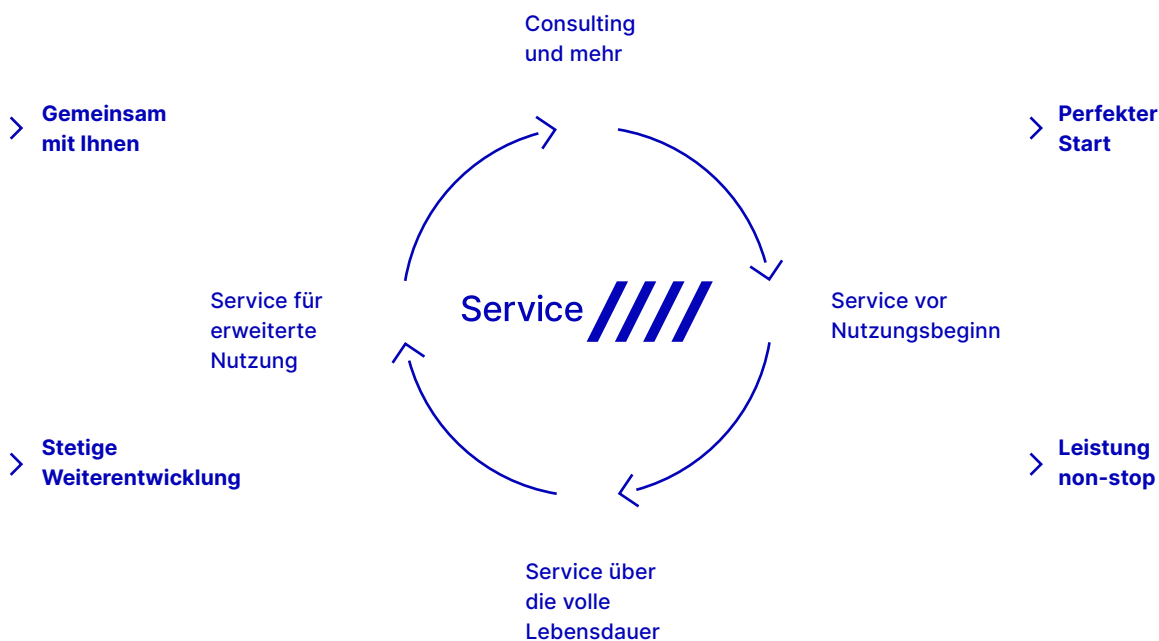 Consulting
und mehr
Gemeinsam
mit Ihnen
Perfekter
Start
Service für
erweiterte
Nutzung
Service
Service vor
Nutzungsbeginn
Stetige
Weiterentwicklung
Leistung
non-stop
Service über
die volle
Lebensdauer